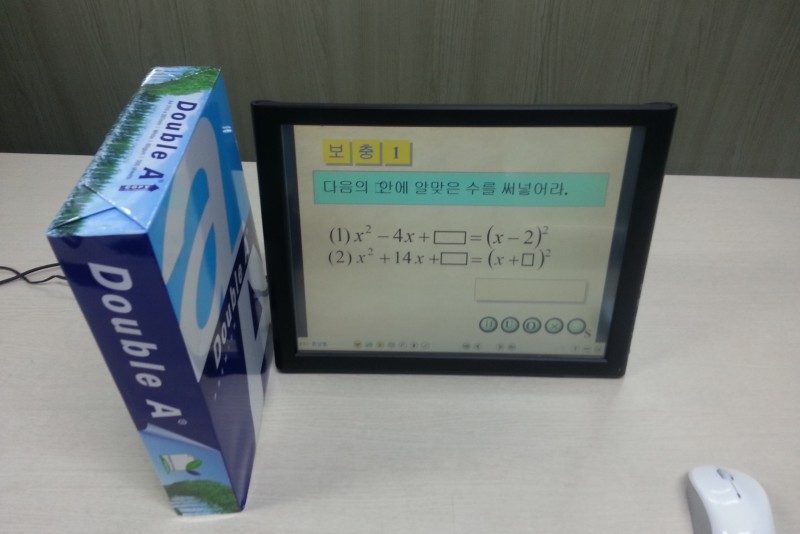 Double A
Double A
Double A
보충1
다음의 □안에 알맞은 수를 써넣어라.
(1) x² − 4x + □ = (x − 2)²
(2) x² + 14x + □ = (x + □)²